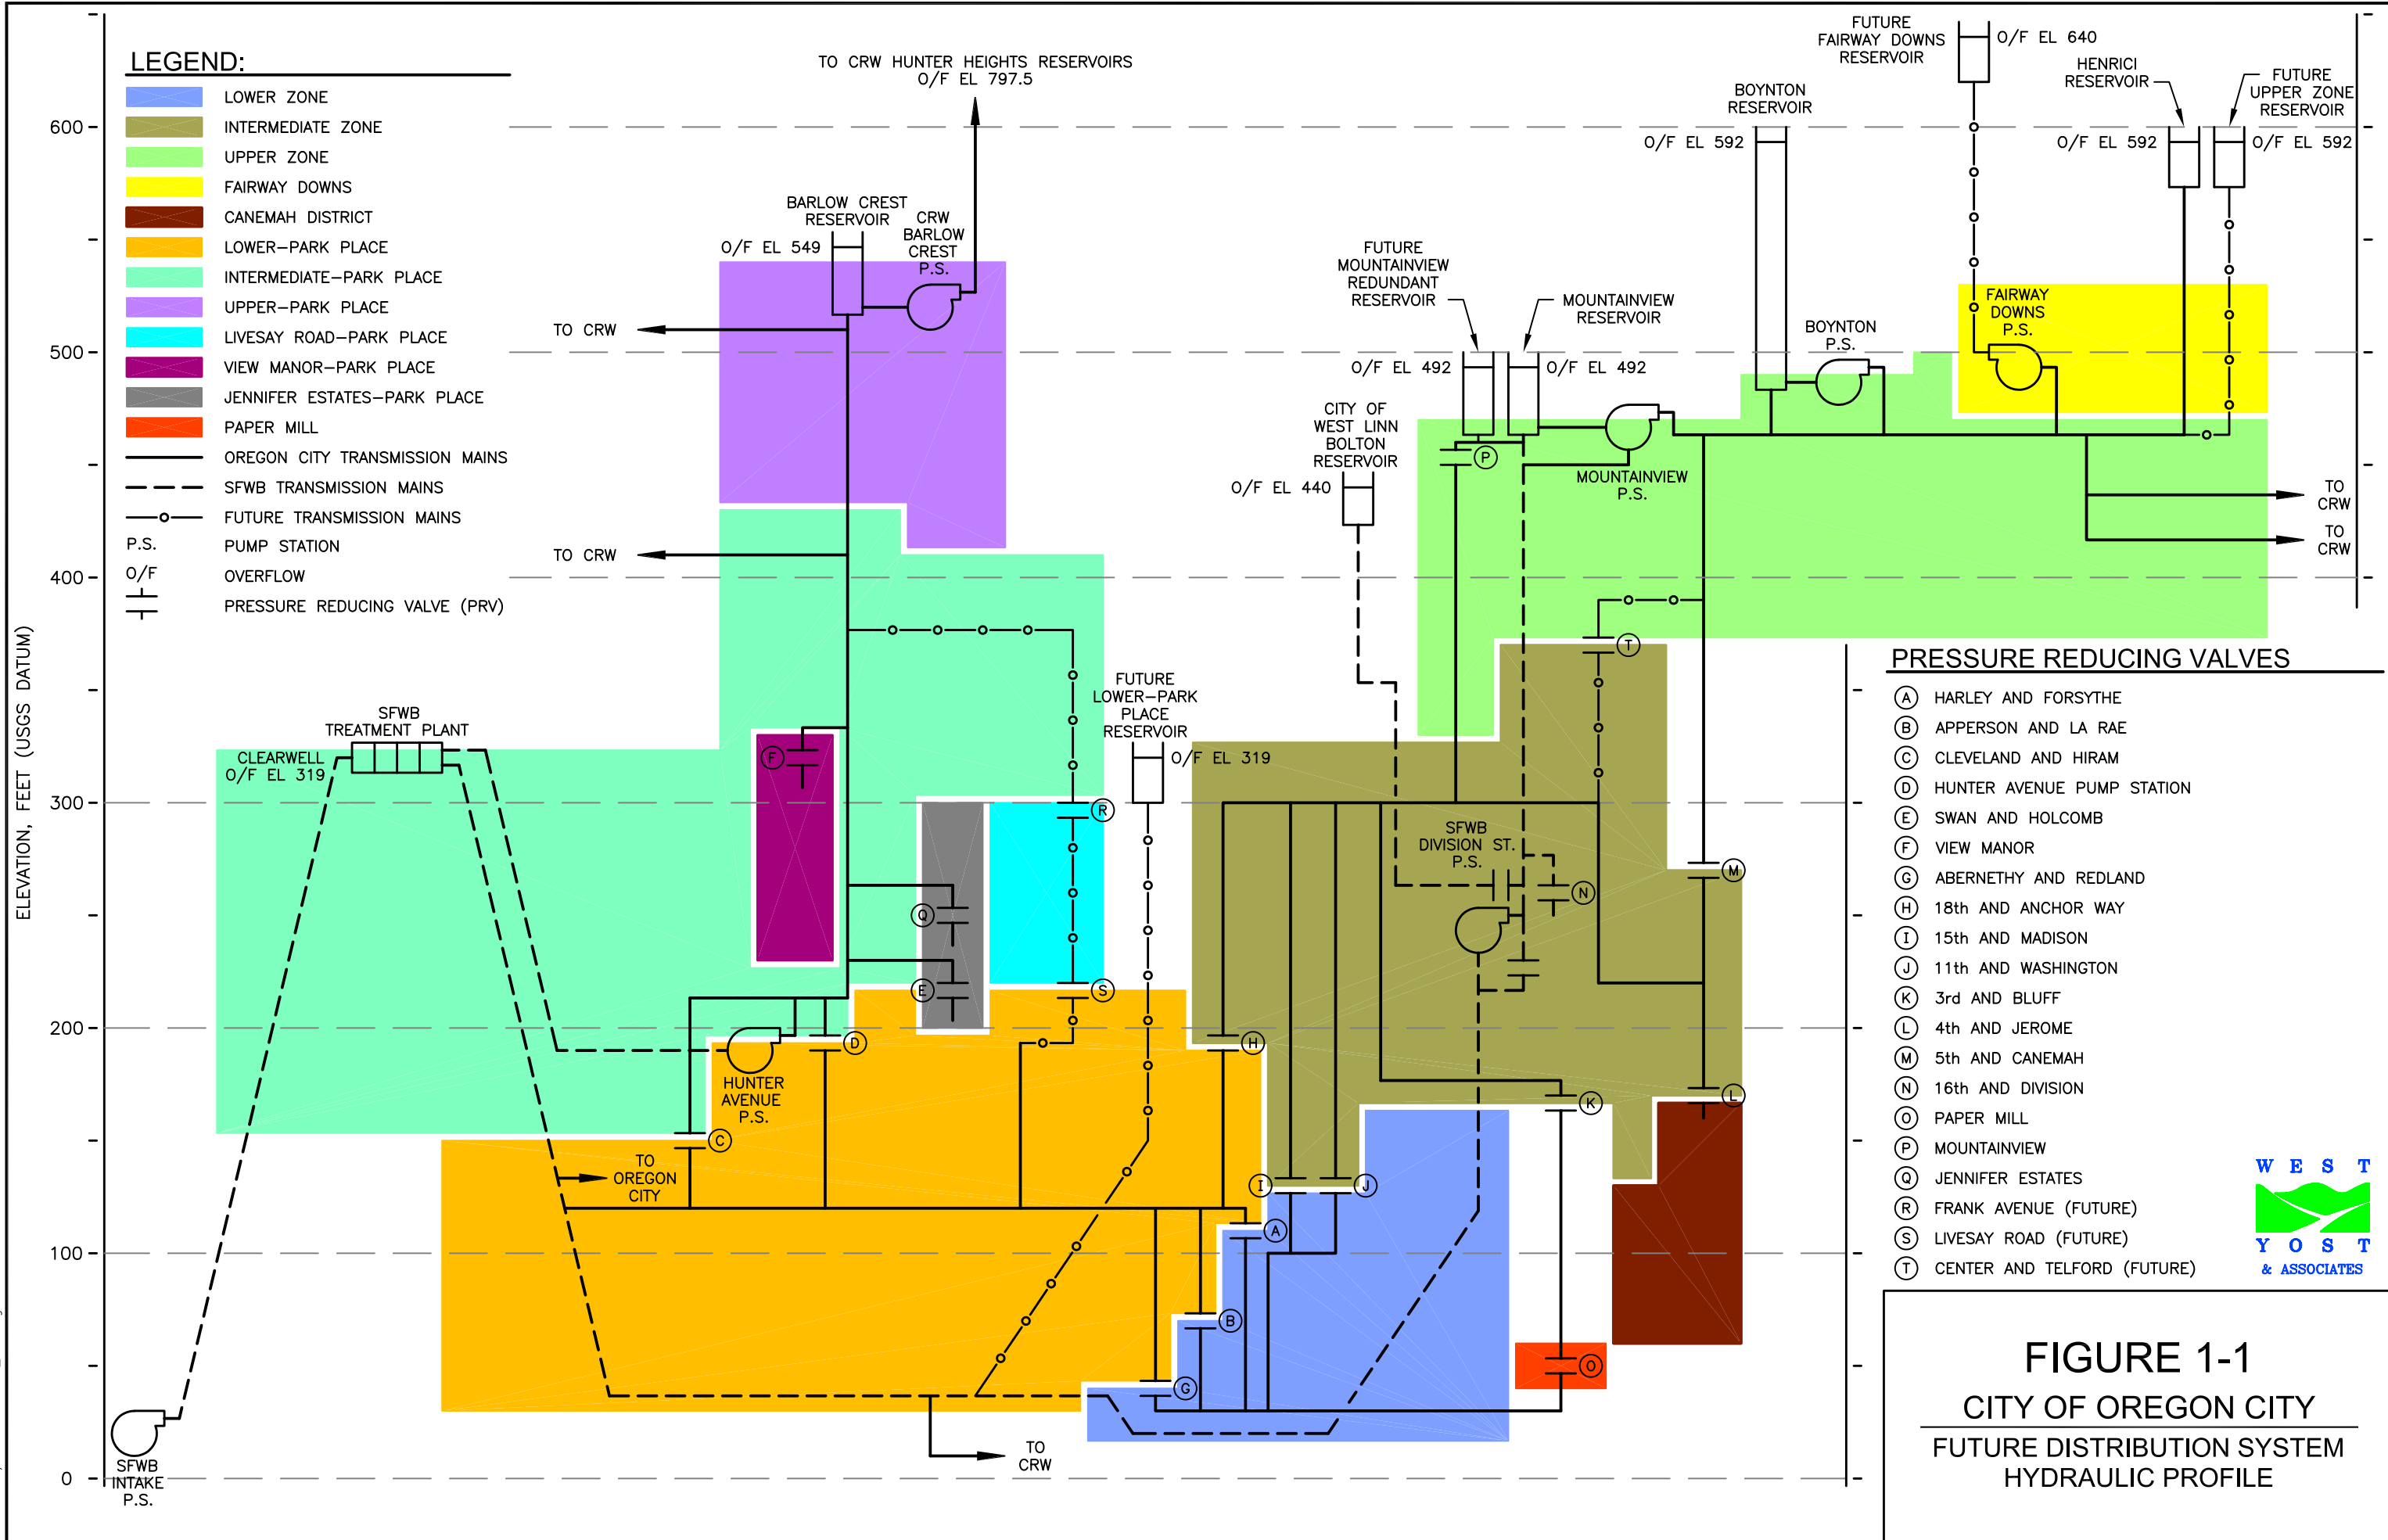 LEGEND:
LOWER ZONE
INTERMEDIATE ZONE
UPPER ZONE
FAIRWAY DOWNS
CANEMAH DISTRICT
LOWER-PARK PLACE
INTERMEDIATE-PARK PLACE
UPPER-PARK PLACE
LIVESAY ROAD-PARK PLACE
VIEW MANOR-PARK PLACE
JENNIFER ESTATES-PARK PLACE
PAPER MILL
OREGON CITY TRANSMISSION MAINS
SFWB TRANSMISSION MAINS
FUTURE TRANSMISSION MAINS
P.S. PUMP STATION
O/F OVERFLOW
PRESSURE REDUCING VALVE (PRV)
ELEVATION, FEET (USGS DATUM)
600
500
400
300
200
100
0
TO CRW HUNTER HEIGHTS RESERVOIRS
O/F EL 797.5
BARLOW CREST
RESERVOIR
O/F EL 549
CRW
BARLOW
CREST
P.S.
TO CRW
TO CRW
FUTURE
FAIRWAY DOWNS
RESERVOIR
O/F EL 640
HENRICI
RESERVOIR
FUTURE
UPPER ZONE
RESERVOIR
BOYNTON
RESERVOIR
O/F EL 592
O/F EL 592
O/F EL 592
FUTURE
MOUNTAINVIEW
REDUNDANT
RESERVOIR
MOUNTAINVIEW
RESERVOIR
O/F EL 492
O/F EL 492
FAIRWAY
DOWNS
P.S.
BOYNTON
P.S.
CITY OF
WEST LINN
BOLTON
RESERVOIR
O/F EL 440
P
MOUNTAINVIEW
P.S.
TO
CRW
TO
CRW
T
SFWB
TREATMENT PLANT
CLEARWELL
O/F EL 319
F
FUTURE
LOWER-PARK
PLACE
RESERVOIR
O/F EL 319
R
SFWB
DIVISION ST.
P.S.
M
N
Q
E
S
D
H
HUNTER
AVENUE
P.S.
C
K
L
TO
OREGON
CITY
I
J
A
B
G
O
TO
CRW
SFWB
INTAKE
P.S.
PRESSURE REDUCING VALVES
A HARLEY AND FORSYTHE
B APPERSON AND LA RAE
C CLEVELAND AND HIRAM
D HUNTER AVENUE PUMP STATION
E SWAN AND HOLCOMB
F VIEW MANOR
G ABERNETHY AND REDLAND
H 18th AND ANCHOR WAY
I 15th AND MADISON
J 11th AND WASHINGTON
K 3rd AND BLUFF
L 4th AND JEROME
M 5th AND CANEMAH
N 16th AND DIVISION
O PAPER MILL
P MOUNTAINVIEW
Q JENNIFER ESTATES
R FRANK AVENUE (FUTURE)
S LIVESAY ROAD (FUTURE)
T CENTER AND TELFORD (FUTURE)
WEST
YOST
& ASSOCIATES
FIGURE 1-1
CITY OF OREGON CITY
FUTURE DISTRIBUTION SYSTEM
HYDRAULIC PROFILE